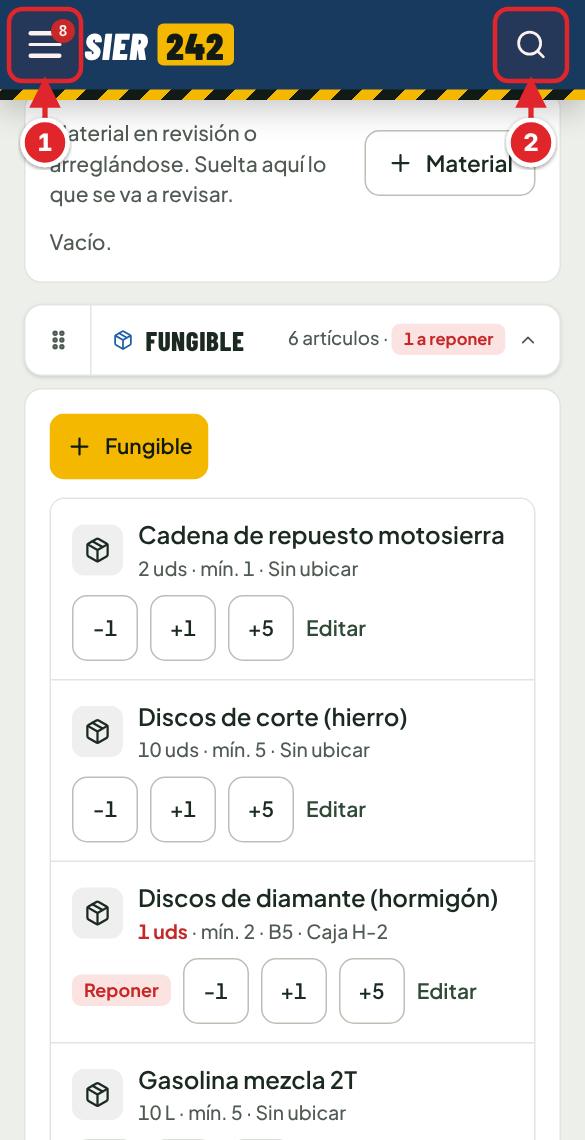 8
SIER 242
1
2
Material en revisión o
arreglándose. Suelta aquí lo
que se va a revisar.
+ Material
Vacío.
FUNGIBLE 6 artículos · 1 a reponer
+ Fungible
Cadena de repuesto motosierra
2 uds · mín. 1 · Sin ubicar
-1 +1 +5 Editar
Discos de corte (hierro)
10 uds · mín. 5 · Sin ubicar
-1 +1 +5 Editar
Discos de diamante (hormigón)
1 uds · mín. 2 · B5 · Caja H-2
Reponer -1 +1 +5 Editar
Gasolina mezcla 2T
10 L · mín. 5 · Sin ubicar